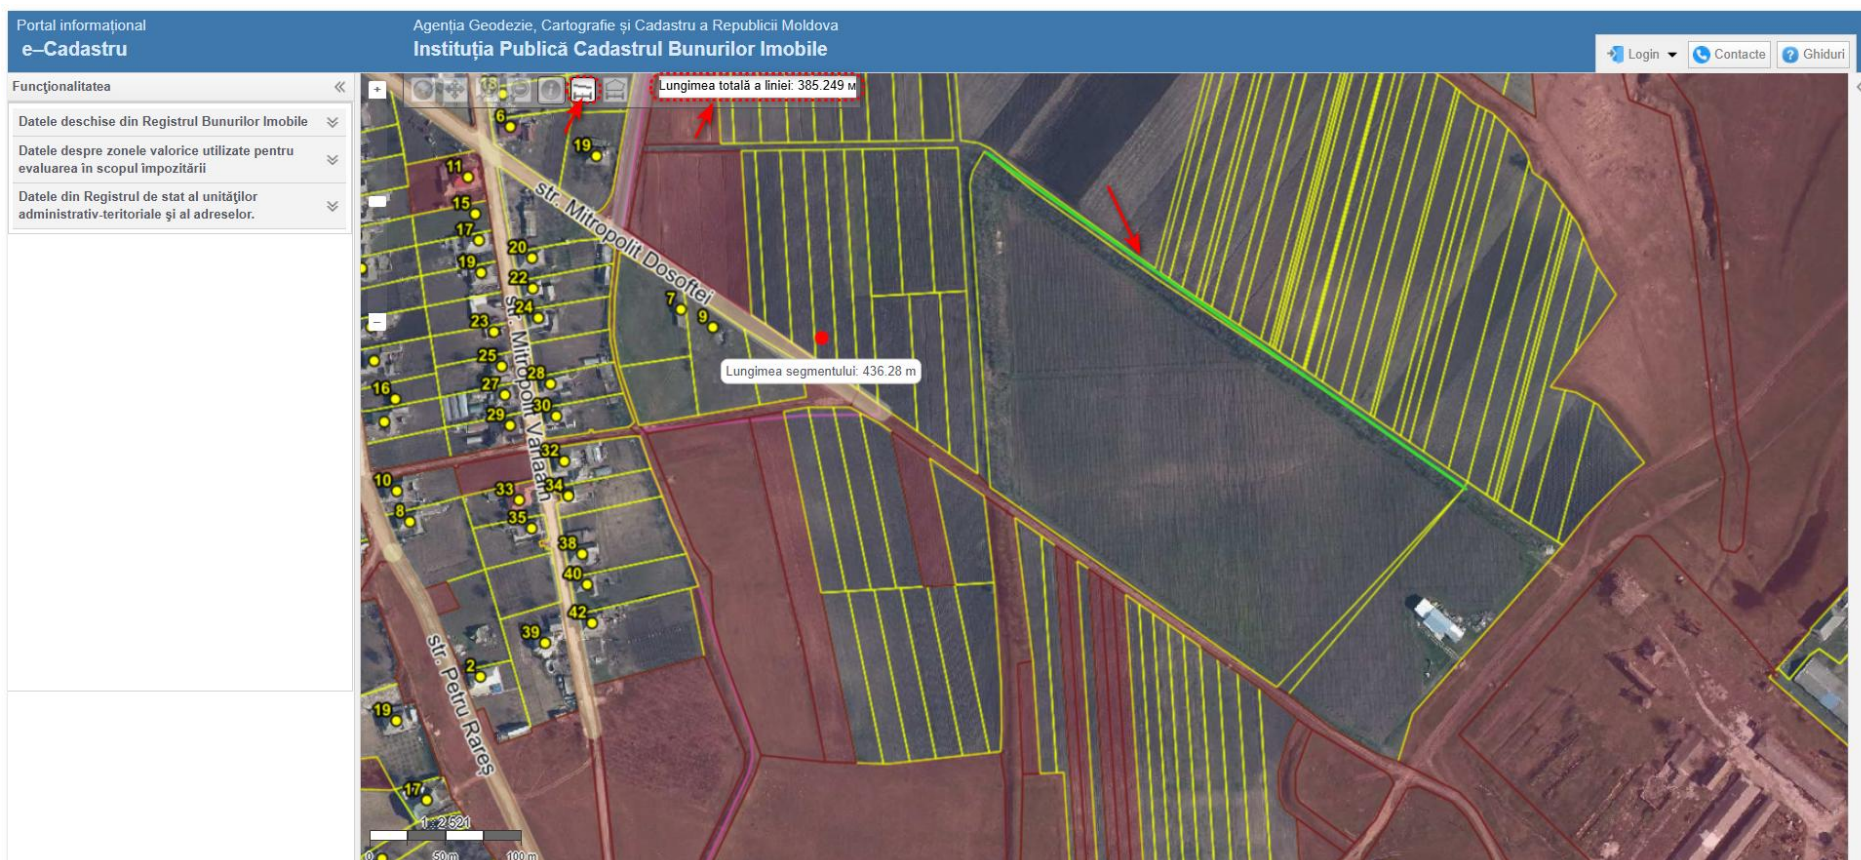 Portal informațional
e–Cadastru
Agenția Geodezie, Cartografie și Cadastru a Republicii Moldova
Instituția Publică Cadastrul Bunurilor Imobile
Login
Contacte
Ghiduri
Funcţionalitatea
Datele deschise din Registrul Bunurilor Imobile
Datele despre zonele valorice utilizate pentru
evaluarea în scopul impozitării
Datele din Registrul de stat al unităţilor
administrativ-teritoriale şi al adreselor.
Lungimea totală a liniei: 385.249 м
6
19
11
15
17
20
19
22
24
23
25
28
27
16
30
29
32
10
33
34
8
35
38
40
42
39
2
19
17
7
9
str. Mitropolit Dosoftei
str. Mitropolit Varlaam
str. Petru Rareș
Lungimea segmentului: 436.28 m
1 : 2 521
0
50 m
100 m